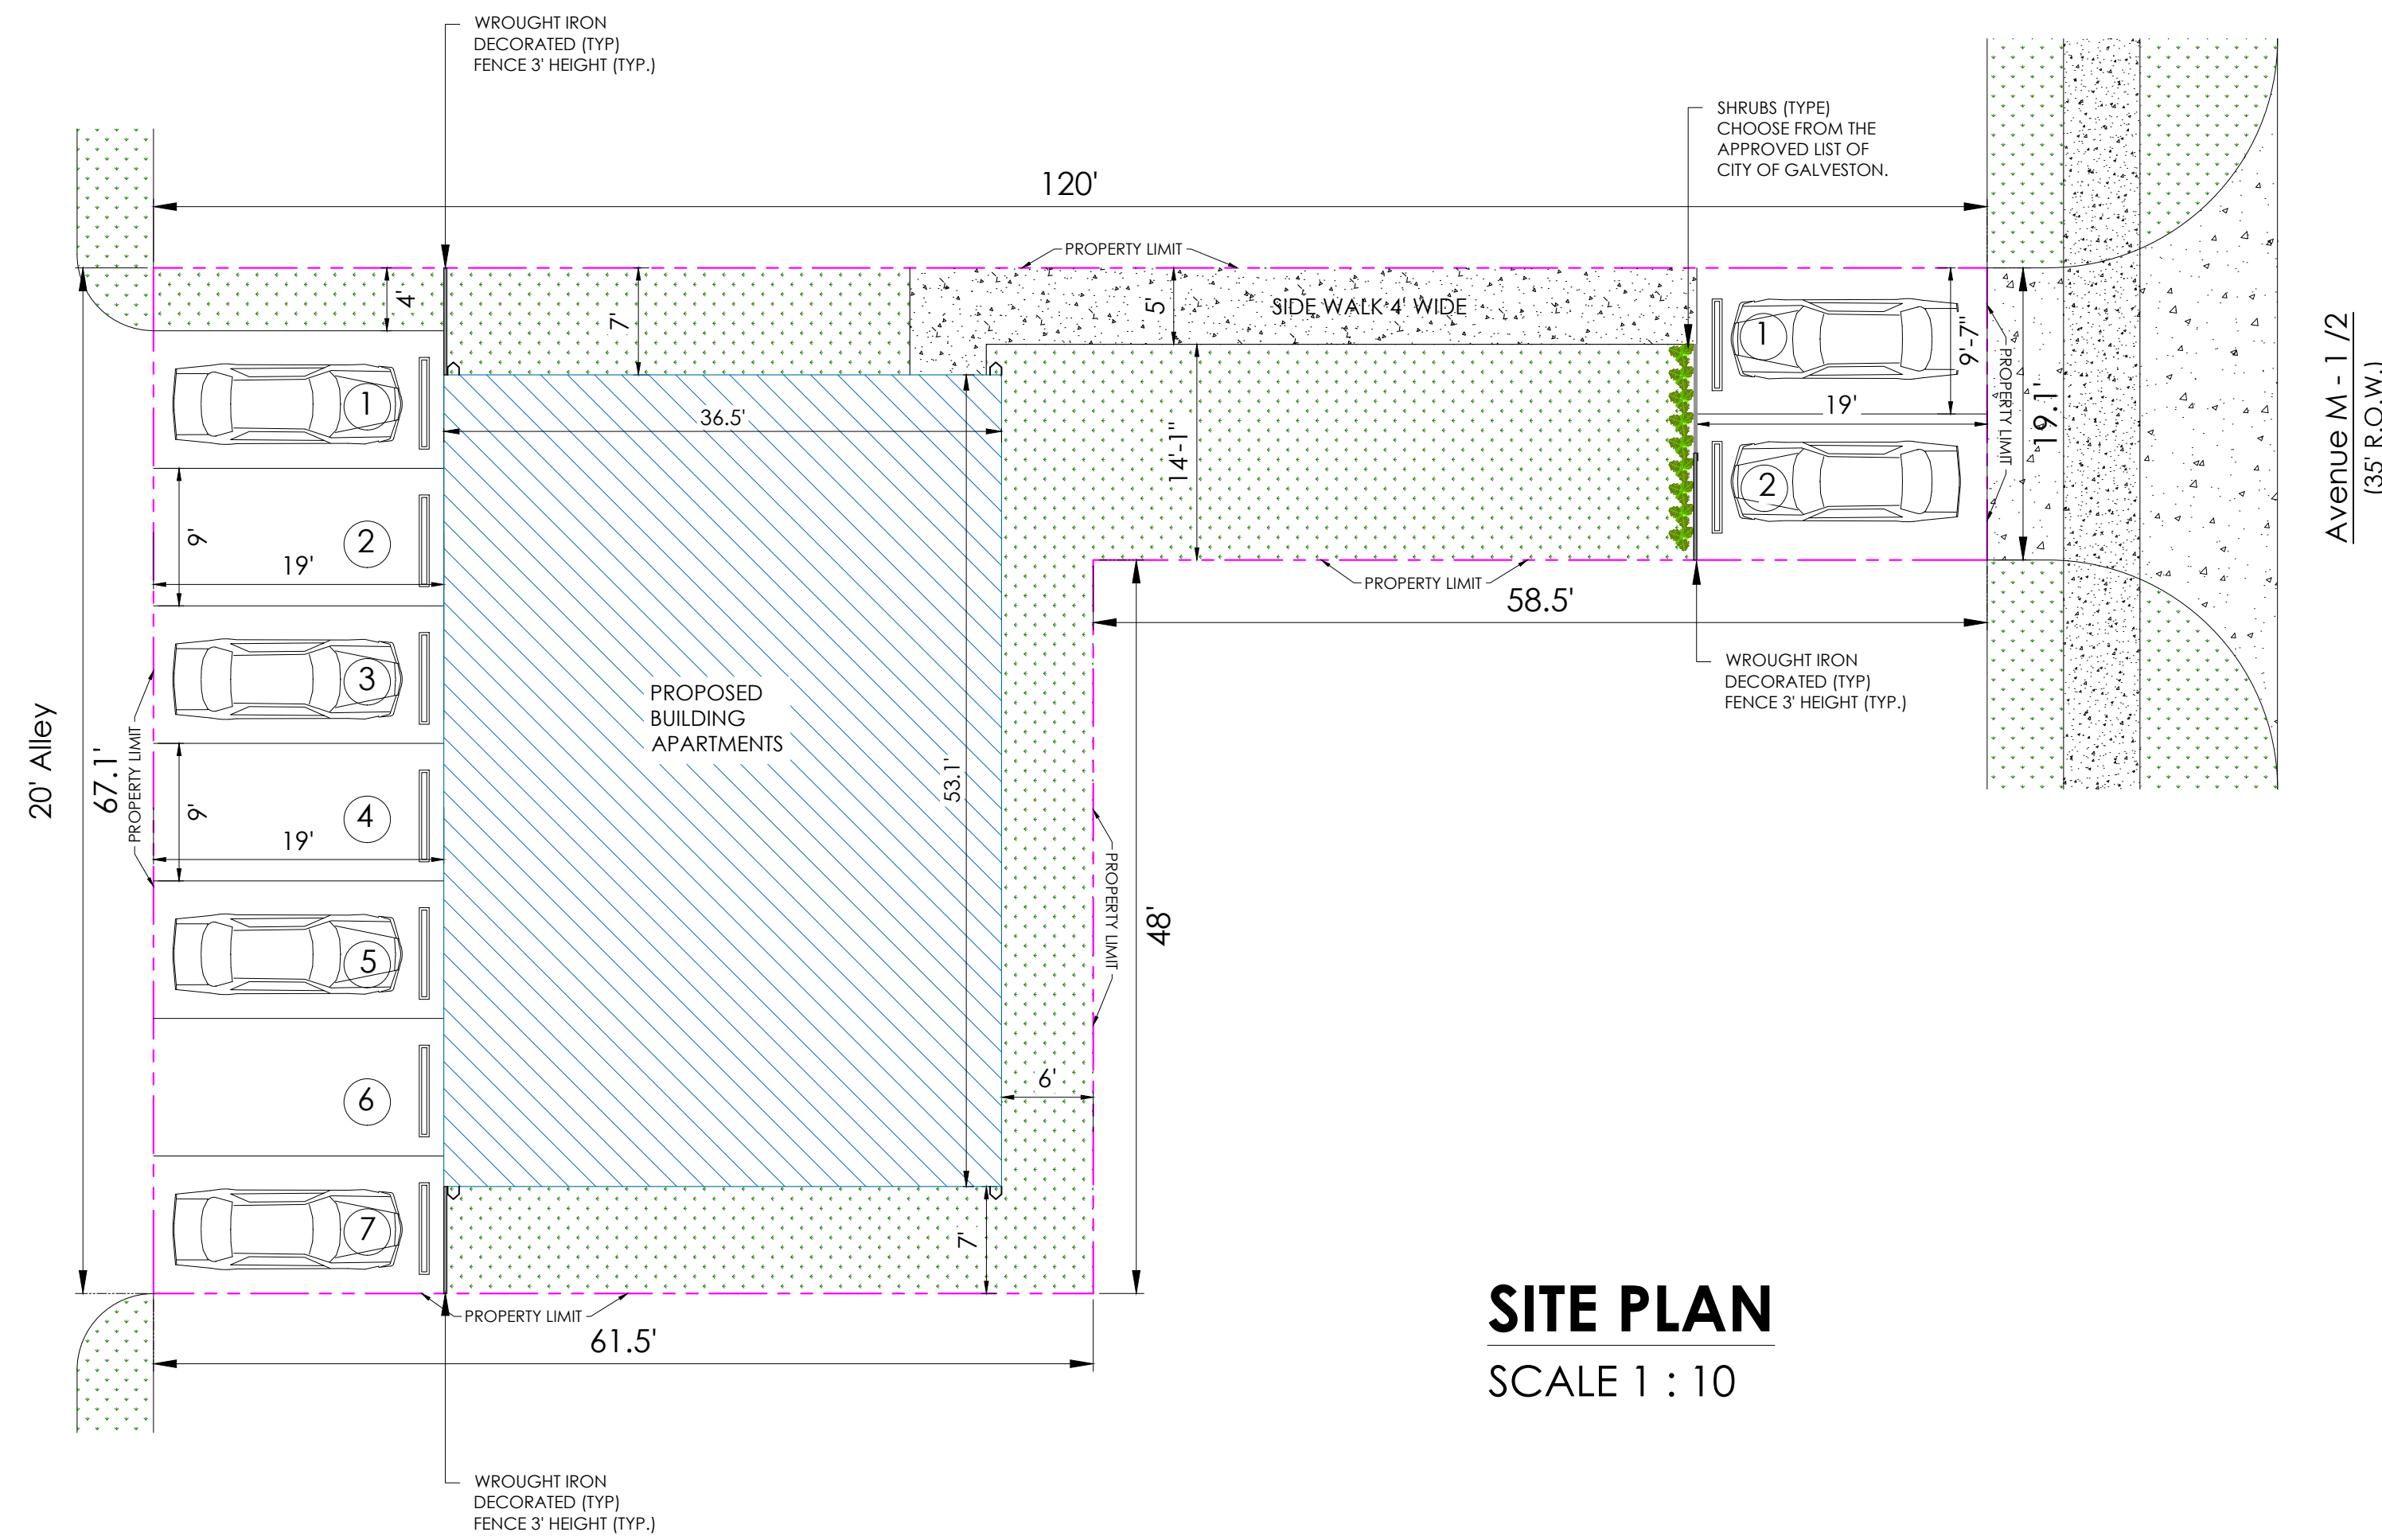 WROUGHT IRON
DECORATED (TYP)
FENCE 3' HEIGHT (TYP.)
SHRUBS (TYPE)
CHOOSE FROM THE
APPROVED LIST OF
CITY OF GALVESTON.
120'
PROPERTY LIMIT
4'
7'
5'
SIDE WALK 4' WIDE
1
9'-7"
PROPERTY LIMIT
19.1'
Avenue M - 1 /2
(35' R.O.W.)
1
36.5'
19'
14'-1"
2
9'
2
19'
PROPERTY LIMIT
58.5'
WROUGHT IRON
DECORATED (TYP)
FENCE 3' HEIGHT (TYP.)
3
PROPOSED
BUILDING
APARTMENTS
20' Alley
67.1'
PROPERTY LIMIT
53.1'
9'
4
19'
PROPERTY LIMIT
48'
5
6'
6
7
7'
PROPERTY LIMIT
61.5'
SITE PLAN
SCALE 1 : 10
WROUGHT IRON
DECORATED (TYP)
FENCE 3' HEIGHT (TYP.)